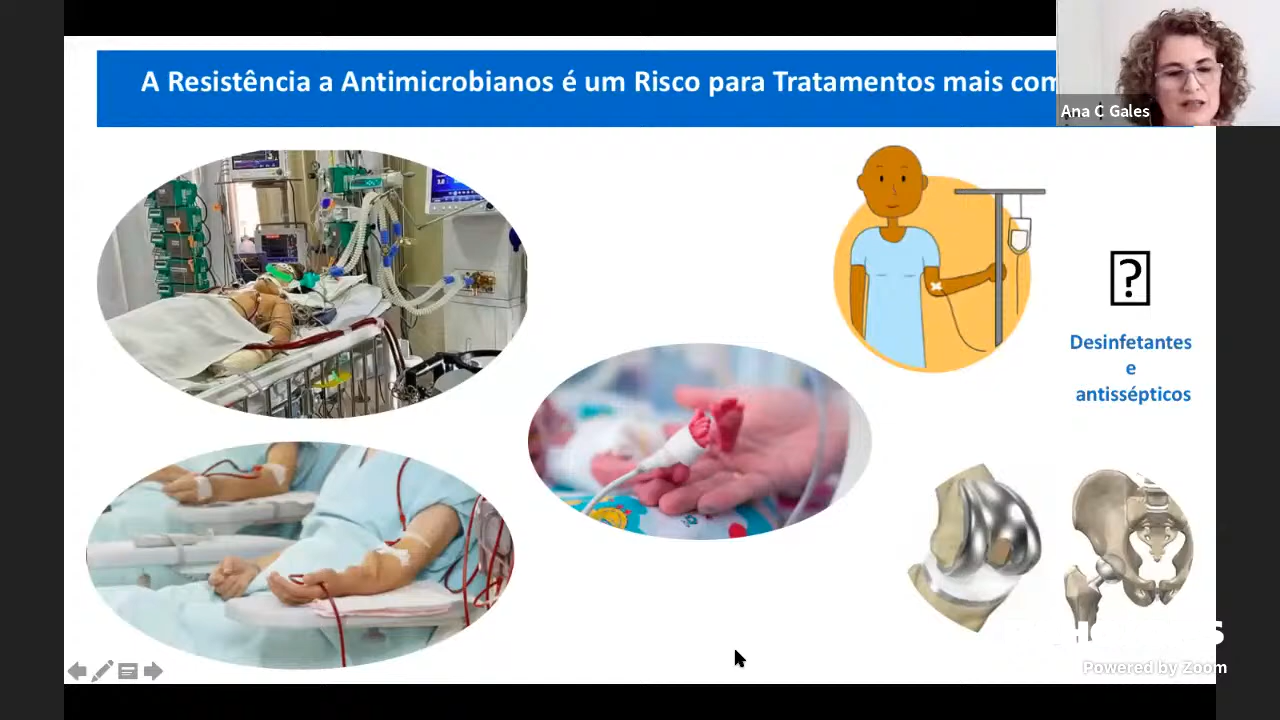 A Resistência a Antimicrobianos é um Risco para Tratamentos mais com
Ana C Gales
?
Desinfetantes
e
antissépticos
Powered by Zoom